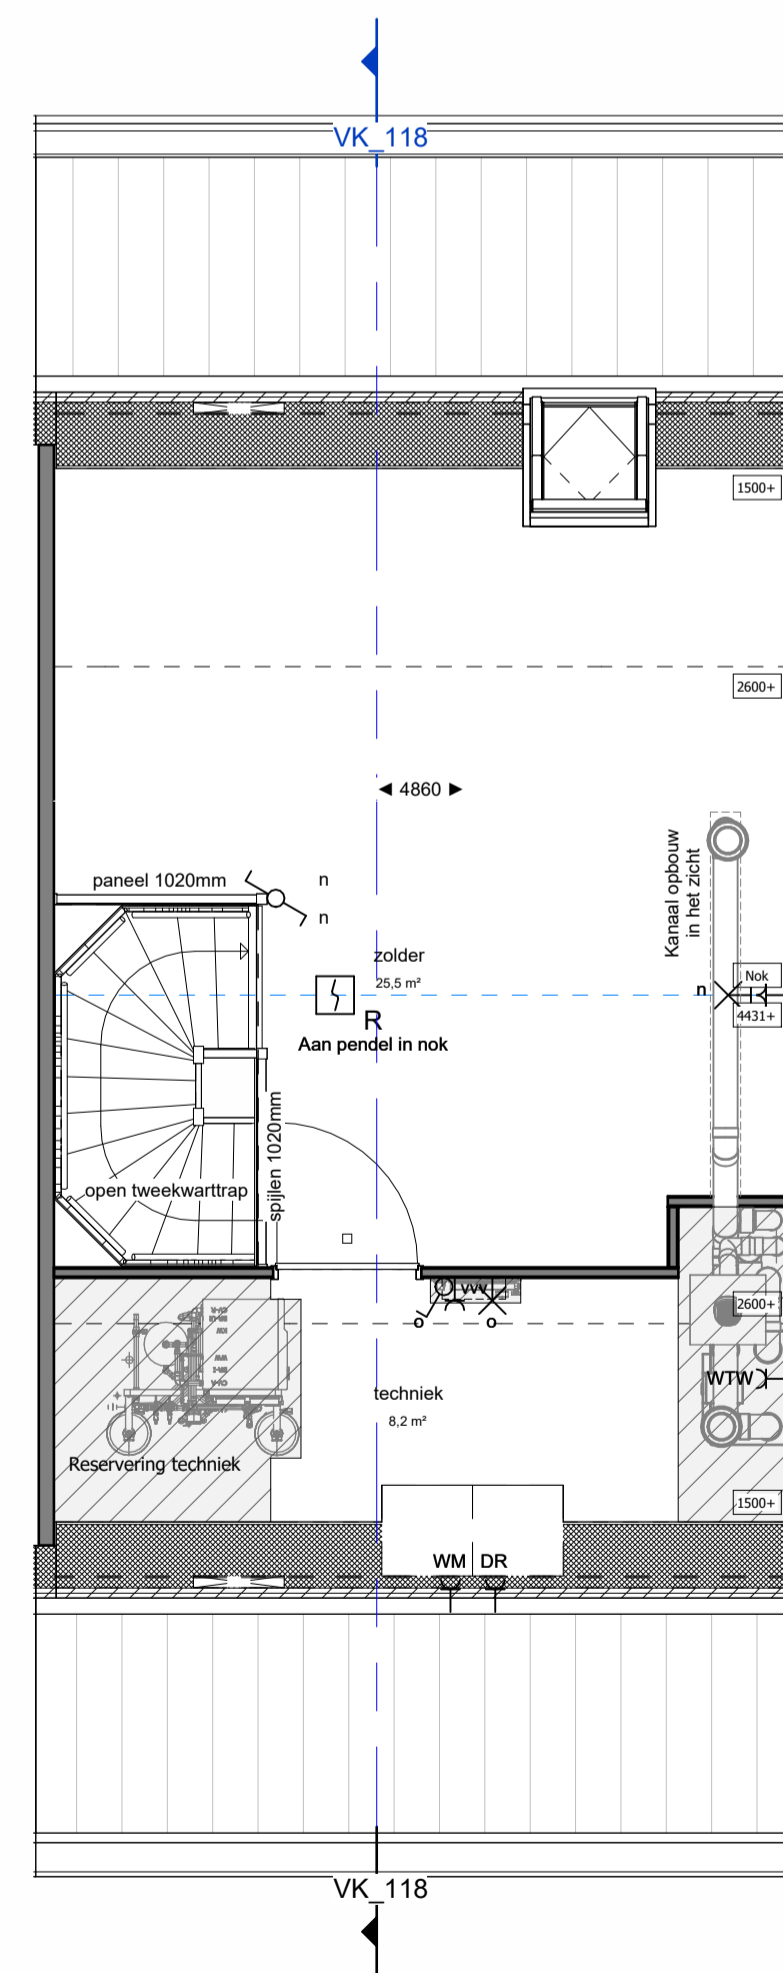 VK_118
1500+
2600+
4860
Kanaal opbouw
in het zicht
paneel 1020mm
n
n
zolder
25,5 m²
Nok
n
4431+
R
Aan pendel in nok
spijlen 1020mm
open tweekwarttrap
VVV
2600+
o
o
WTW
techniek
8,2 m²
Reservering techniek
1500+
WM
DR
VK_118